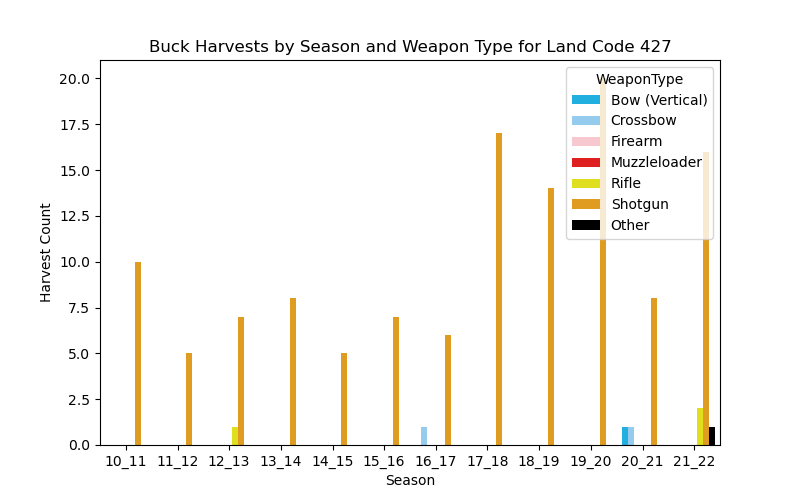 Buck Harvests by Season and Weapon Type for Land Code 427
20.0
17.5
15.0
12.5
10.0
7.5
5.0
2.5
0.0
Harvest Count
WeaponType
Bow (Vertical)
Crossbow
Firearm
Muzzleloader
Rifle
Shotgun
Other
10_11 11_12 12_13 13_14 14_15 15_16 16_17 17_18 18_19 19_20 20_21 21_22
Season